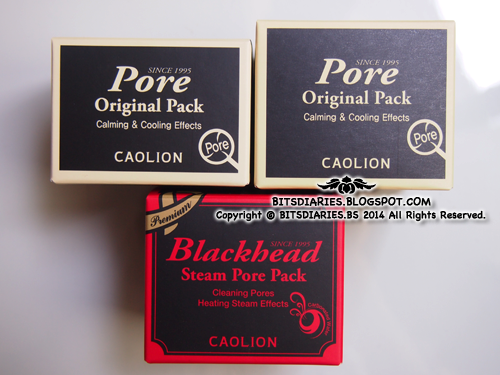 SINCE 1995
Pore
Original Pack
Calming & Cooling Effects
Pore
CAOLION
SINCE 1995
Pore
Original Pack
Calming & Cooling Effects
Pore
CAOLION
BITSDIARIES.BLOGSPOT.COM
Copyright © BITSDIARIES.BS 2014 All Rights Reserved.
Premium
SINCE 1995
Blackhead
Steam Pore Pack
Cleaning Pores
Heating Steam Effects
CAOLION